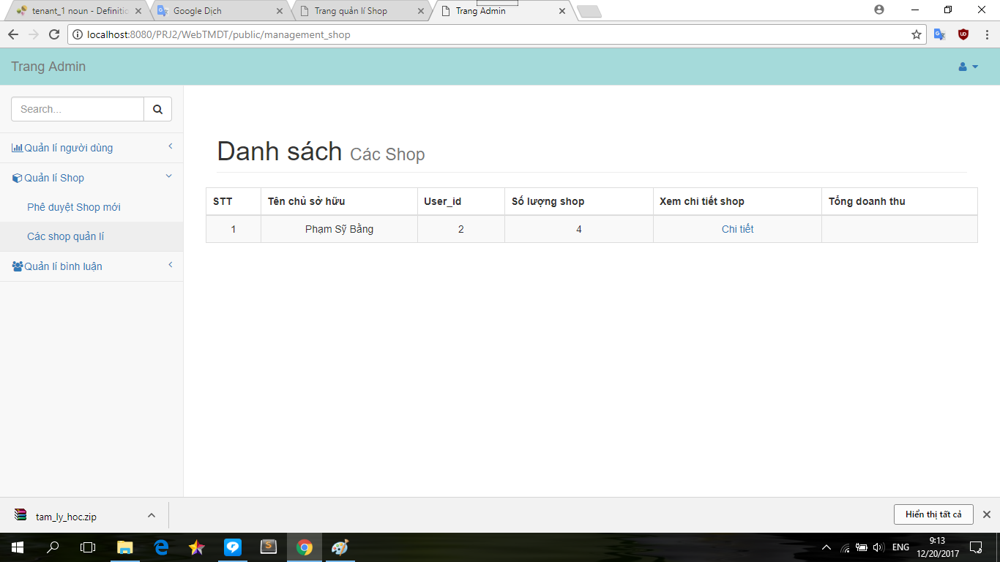 tenant_1 noun - Definitic
Google Dịch
Trang quản lí Shop
Trang Admin
localhost:8080/PRJ2/WebTMDT/public/management_shop
Trang Admin
Search...
Quản lí người dùng
Quản lí Shop
Phê duyệt Shop mới
Các shop quản lí
Quản lí bình luận
Danh sách Các Shop
STT Tên chủ sở hữu User_id Số lượng shop Xem chi tiết shop Tổng doanh thu
1 Phạm Sỹ Bằng 2 4 Chi tiết
tam_ly_hoc.zip
Hiển thị tất cả
ENG
9:13
12/20/2017